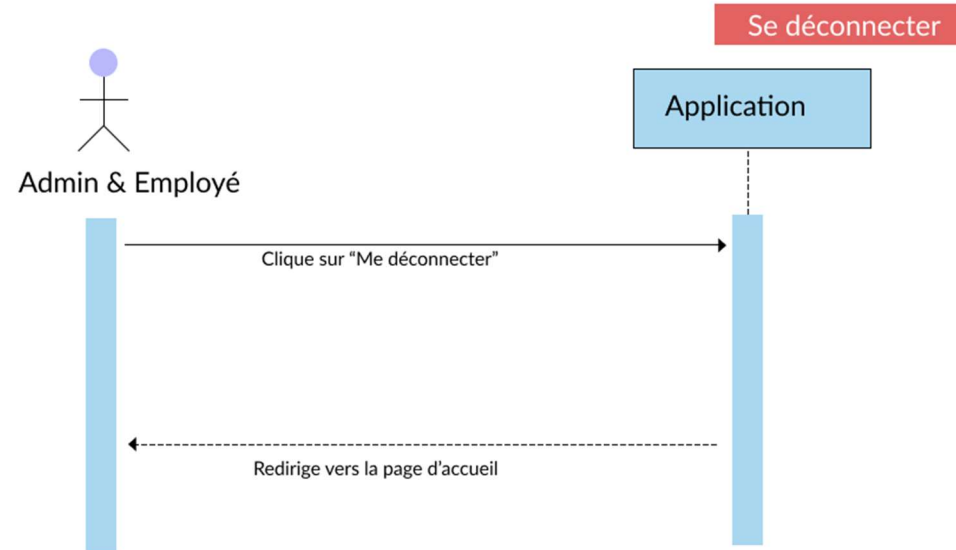 Se déconnecter
Application
Admin & Employé
Clique sur “Me déconnecter”
Redirige vers la page d’accueil